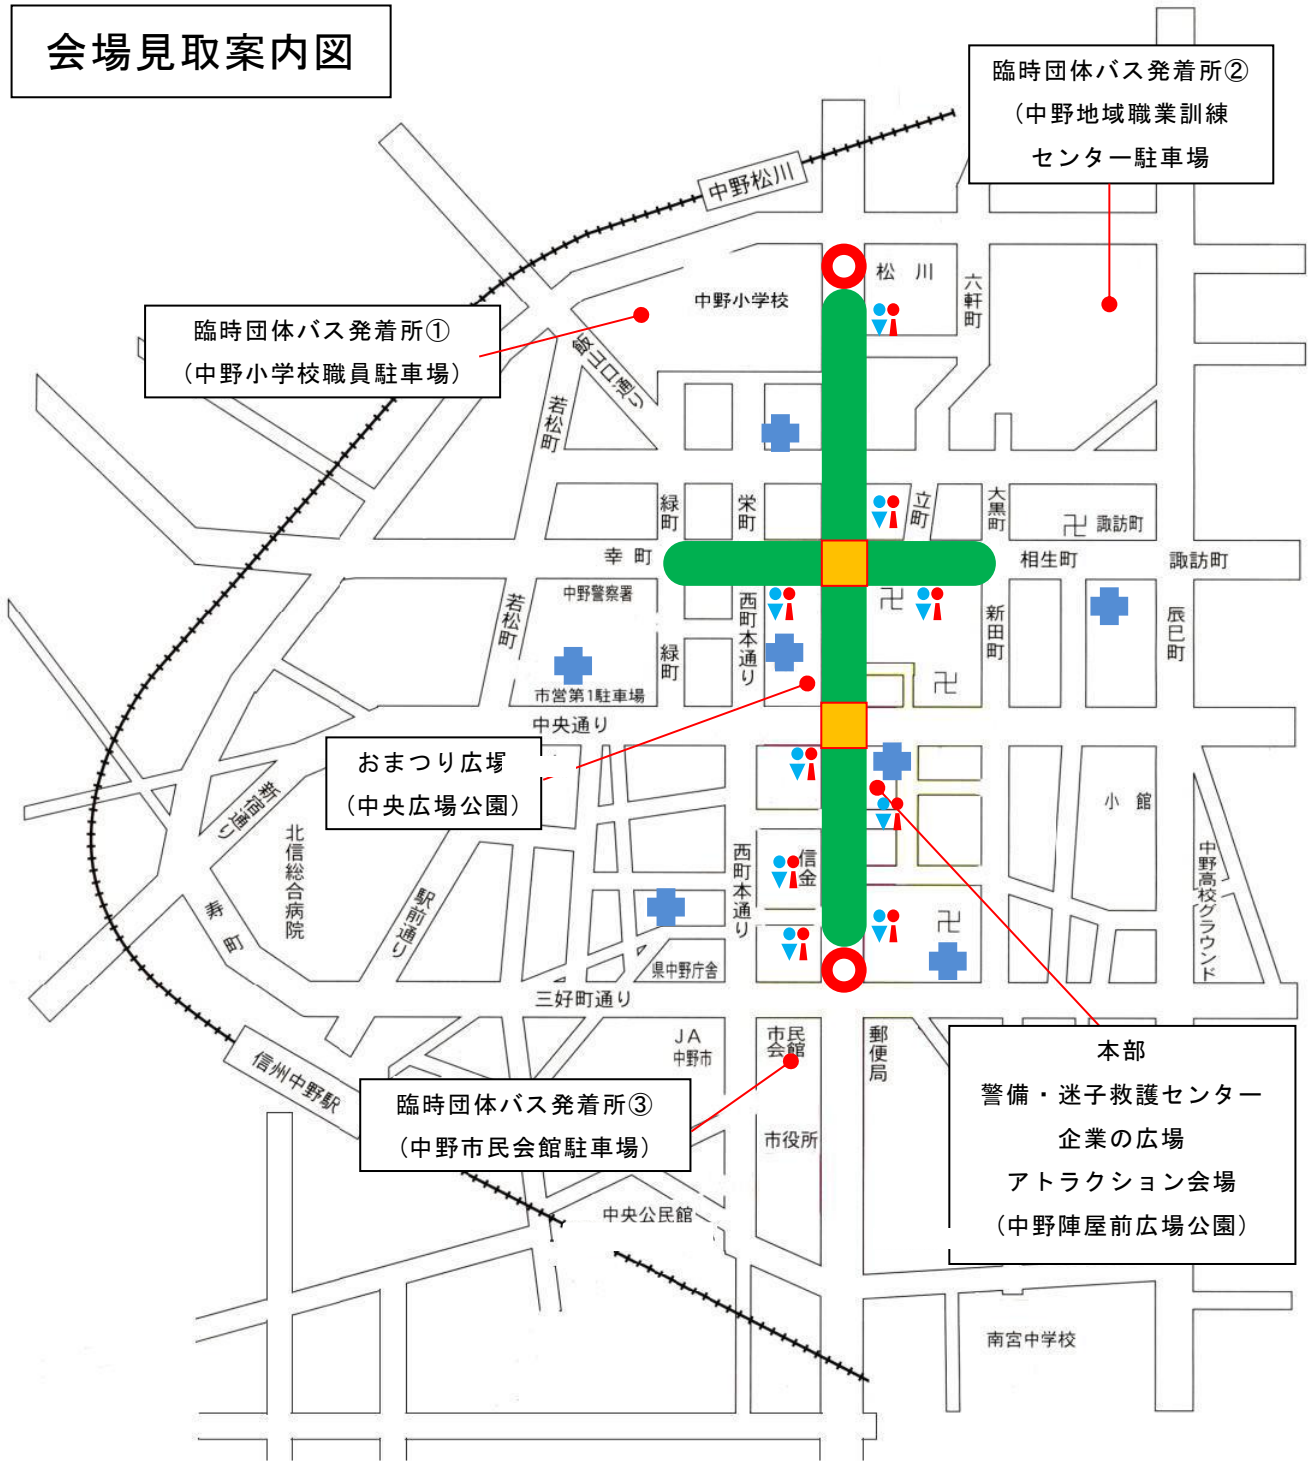 会場見取案内図
臨時団体バス発着所②
(中野地域職業訓練
センター駐車場
中野松川
松 川
六軒町
中野小学校
臨時団体バス発着所①
(中野小学校職員駐車場)
飯山口通り
若松町
緑町
栄町
立町
大黒町
卍 諏訪町
幸 町
相生町
諏訪町
中野警察署
若松町
緑町
西町本通り
卍
新田町
辰巳町
卍
市営第1駐車場
中央通り
おまつり広場
(中央広場公園)
新宿通り
小 館
北信総合病院
西町本通り
信金
中野高校グラウンド
駅前通り
寿町
卍
県中野庁舎
三好町通り
JA
中野市
市民
会館
郵便局
信州中野駅
臨時団体バス発着所③
(中野市民会館駐車場)
市役所
本部
警備・迷子救護センター
企業の広場
アトラクション会場
(中野陣屋前広場公園)
中央公民館
南宮中学校